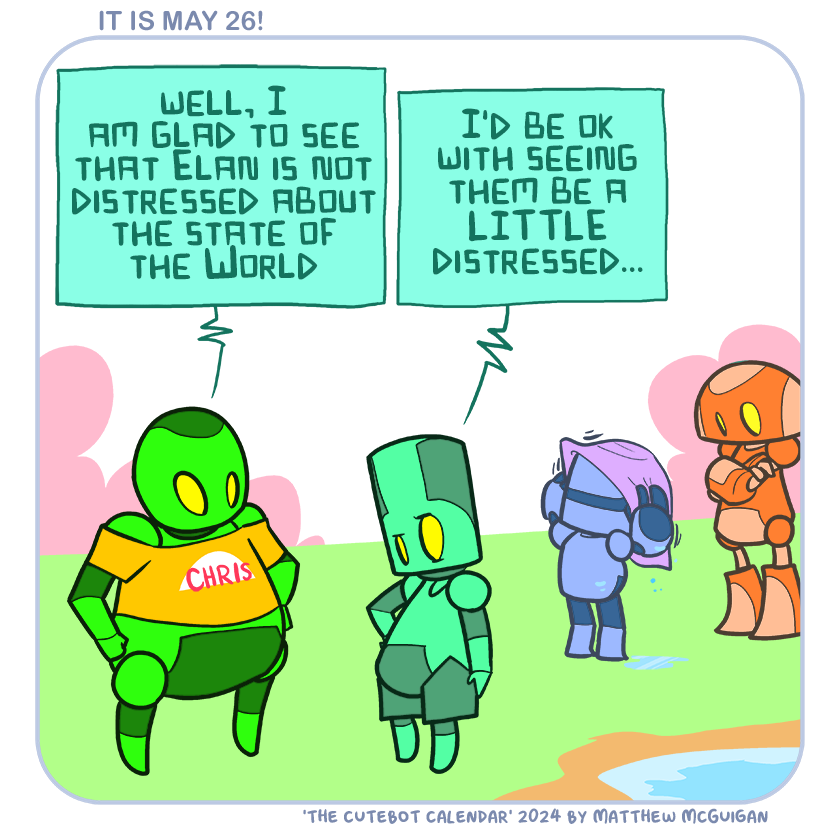 IT IS MAY 26!
WELL, I
AM GLAD TO SEE
THAT ELAN IS NOT
DISTRESSED ABOUT
THE STATE OF
THE WORLD
I'D BE OK
WITH SEEING
THEM BE A
LITTLE
DISTRESSED...
CHRIS
'THE CUTEBOT CALENDAR' 2024 BY MATTHEW McGUIGAN